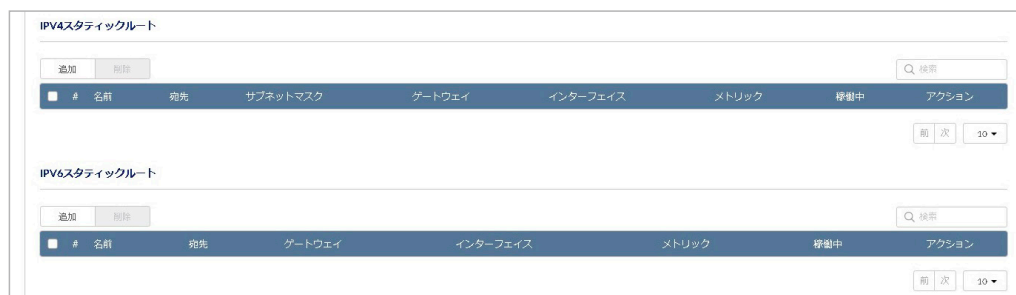 IPV4スタティックルート
追加 削除 検索
# 名前 宛先 サブネットマスク ゲートウェイ インターフェイス メトリック 稼働中 アクション
前 次 10
IPV6スタティックルート
追加 削除 検索
# 名前 宛先 ゲートウェイ インターフェイス メトリック 稼働中 アクション
前 次 10